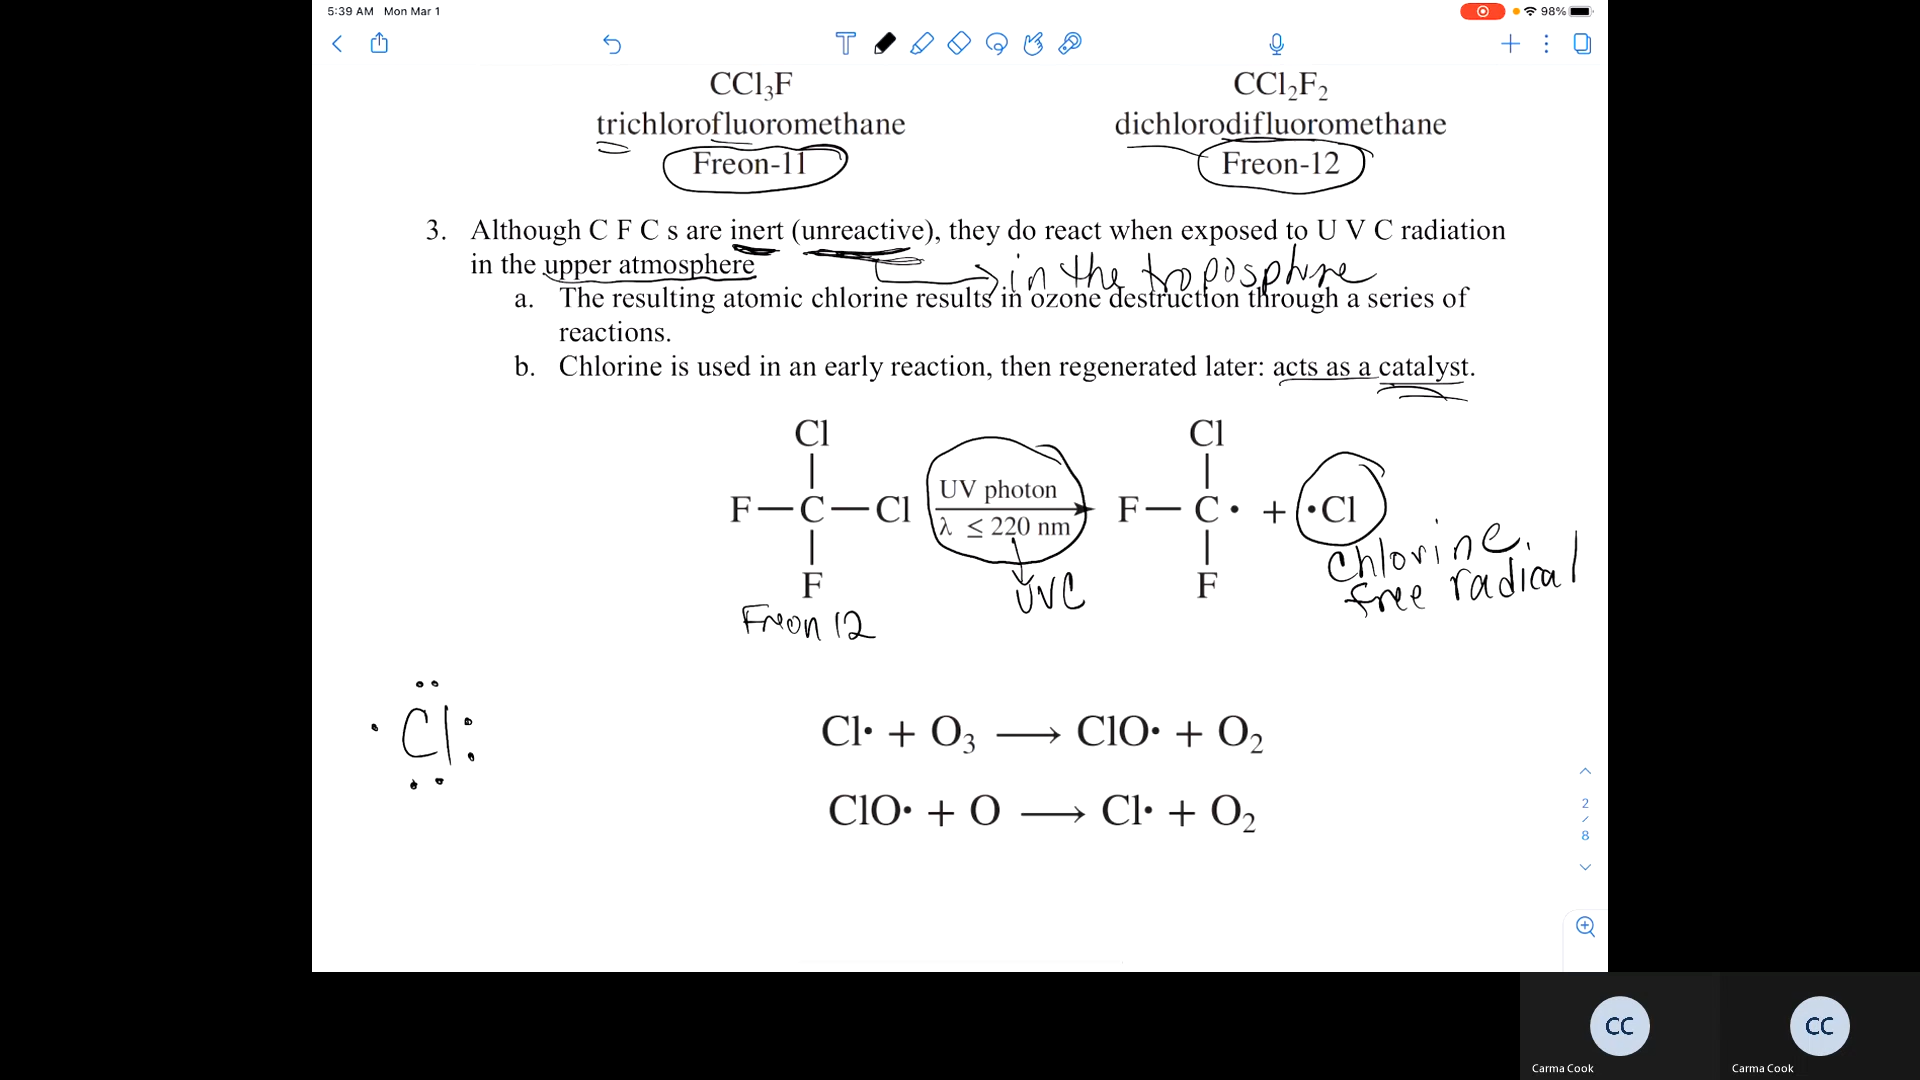 5:39 AM Mon Mar 1
98%
CCl₃F CCl₂F₂
trichlorofluoromethane dichlorodifluoromethane
Freon-11 Freon-12
3. Although C F C s are inert (unreactive), they do react when exposed to U V C radiation
in the upper atmosphere
in the troposphere
a. The resulting atomic chlorine results in ozone destruction through a series of
reactions.
b. Chlorine is used in an early reaction, then regenerated later: acts as a catalyst.
Cl Cl
F—C—Cl UV photon F—C• + •Cl
λ ≤ 220 nm
F F
UVC
Chlorine
free radical
Freon 12
Cl
Cl• + O₃ ⟶ ClO• + O₂
ClO• + O ⟶ Cl• + O₂
2
/
8
CC CC
Carma Cook Carma Cook